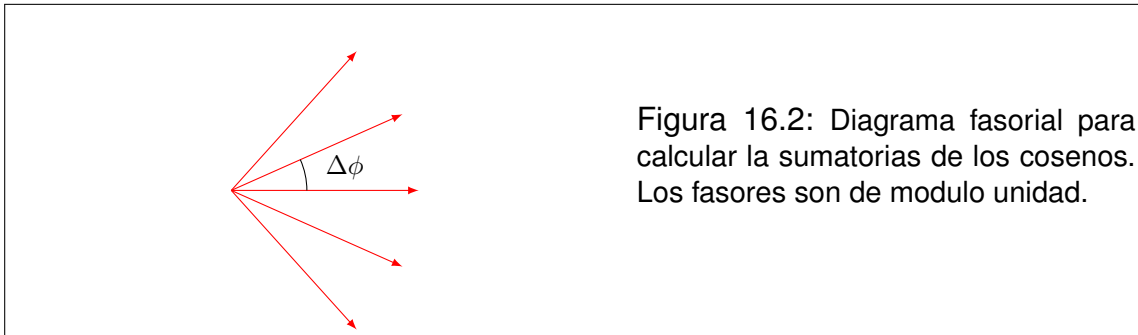 Δϕ
Figura 16.2: Diagrama fasorial para
calcular la sumatorias de los cosenos.
Los fasores son de modulo unidad.